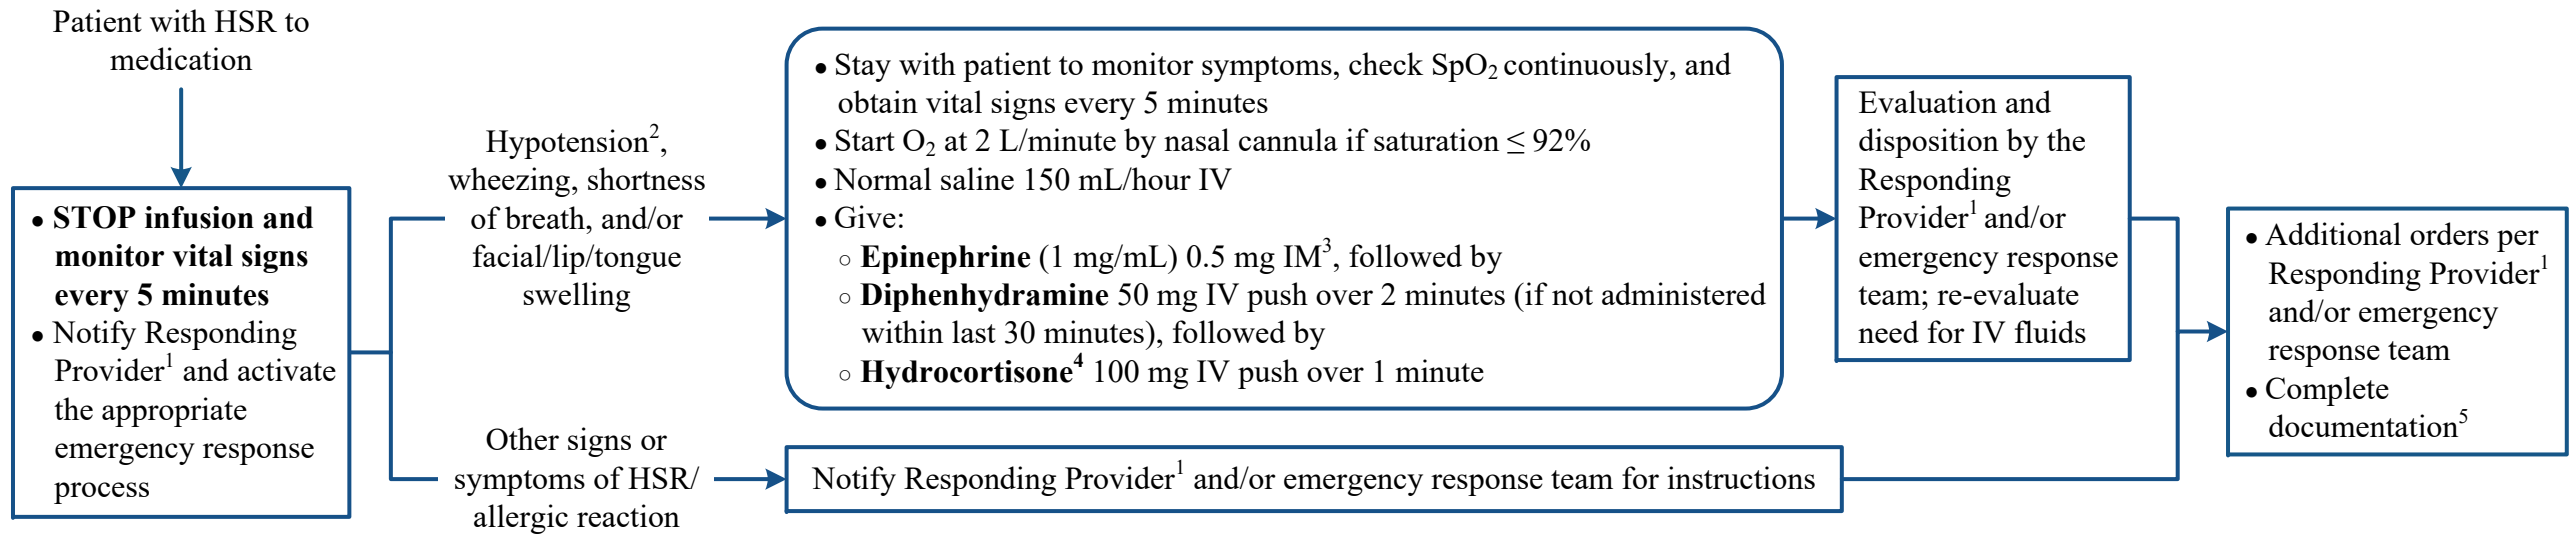 Patient with HSR to
medication
• STOP infusion and
monitor vital signs
every 5 minutes
• Notify Responding
Provider1 and activate
the appropriate
emergency response
process
Hypotension2,
wheezing, shortness
of breath, and/or
facial/lip/tongue
swelling
• Stay with patient to monitor symptoms, check SpO2 continuously, and
obtain vital signs every 5 minutes
• Start O2 at 2 L/minute by nasal cannula if saturation ≤ 92%
• Normal saline 150 mL/hour IV
• Give:
○ Epinephrine (1 mg/mL) 0.5 mg IM3, followed by
○ Diphenhydramine 50 mg IV push over 2 minutes (if not administered
within last 30 minutes), followed by
○ Hydrocortisone4 100 mg IV push over 1 minute
Evaluation and
disposition by the
Responding
Provider1 and/or
emergency response
team; re-evaluate
need for IV fluids
Other signs or
symptoms of HSR/
allergic reaction
Notify Responding Provider1 and/or emergency response team for instructions
• Additional orders per
Responding Provider1
and/or emergency
response team
• Complete
documentation5